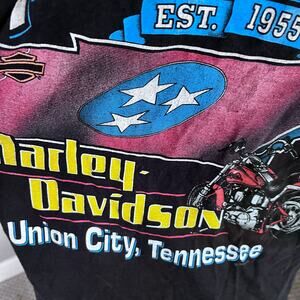 EST. 1955
Harley-
Davidson
Union City, Tennessee